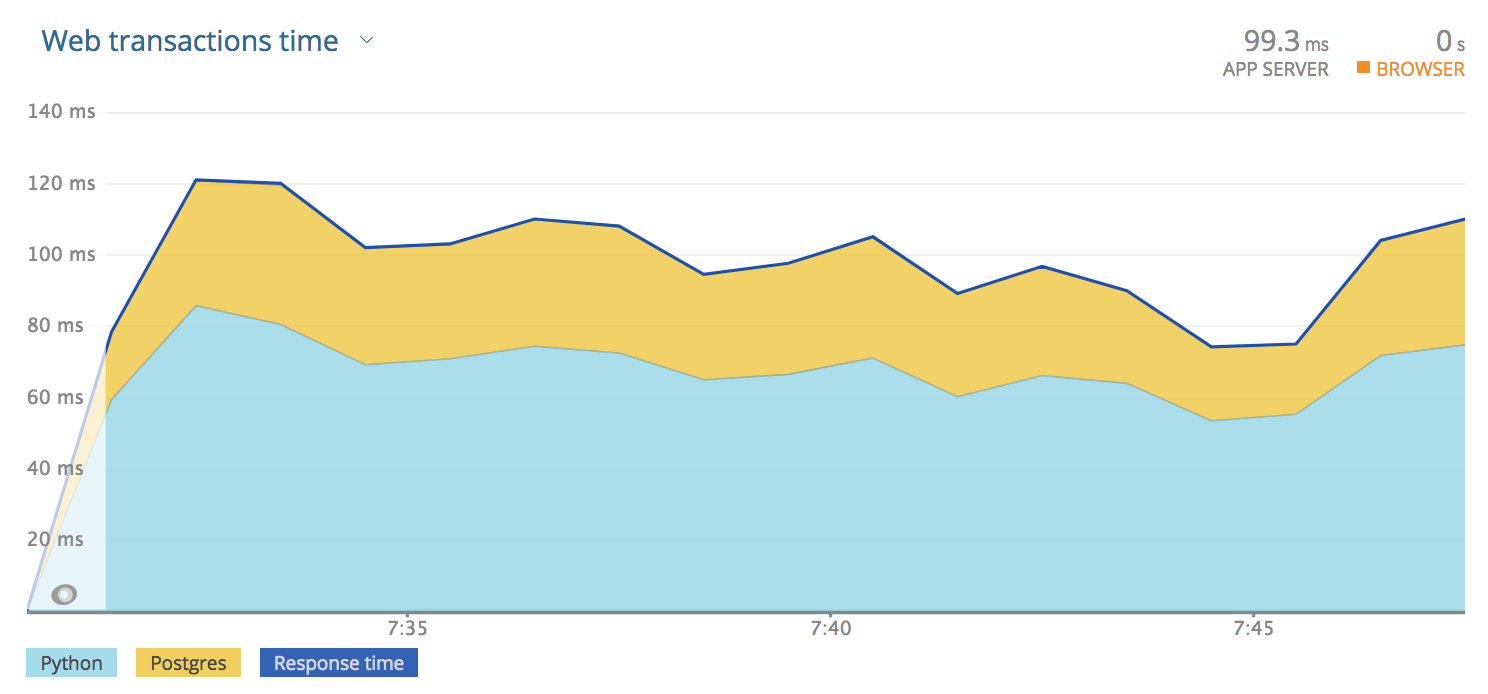 Web transactions time
99.3 ms
APP SERVER
0 s
BROWSER
140 ms
120 ms
100 ms
80 ms
60 ms
40 ms
20 ms
7:35 7:40 7:45
Python Postgres Response time